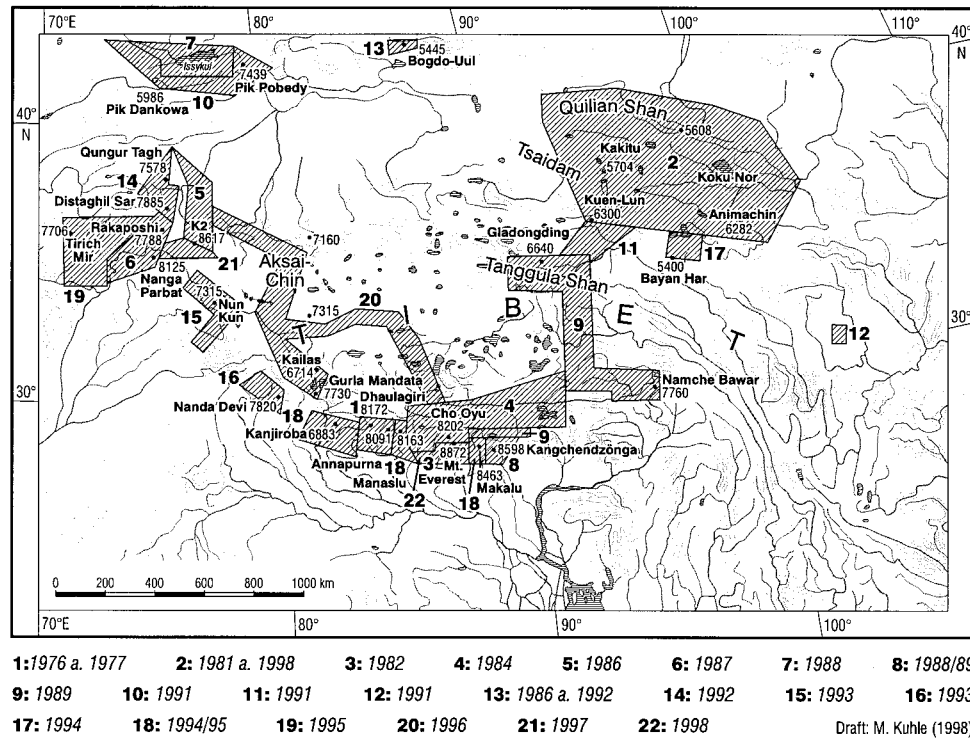 70°E 80° 90° 100° 110°
40° 40°
7 13 5445
Issykul Bogdo-Uul
7439
Pik Pobedy
5986
Pik Dankowa 10
40°
N
N
Quilian Shan
5608
Kakitu
5704 2
Tsaidam
Koku Nor
Qungur Tagh
7578
14 5
Distaghil Sar 7885
Kuen-Lun
6300
Animachin
6282
K2
8617
7706 Rakaposhi
7788
Tirich
Mir
6 8125
21
Nanga
Parbat
19
7160
Gladongding
6640
11
17
5400
Bayan Har
Aksai-
Chin
Tanggula Shan
7315
Nun
Kun
15
20
7315
T I B E T
9
12
30°
Kailas
6714
16
Gurla Mandata
7730
Dhaulagiri
8172
30°
Nanda Devi 7820
18
1
Namche Bawar
7760
Cho Oyu
8202
4
Kanjiroba
6883
8091
8163
9
8872
8598
Kangchendzönga
Annapurna
Manaslu
18
3
Mt.
Everest
8463
8
Makalu
22
18
0 200 400 600 800 1000 km
70°E 80° 90° 100°
1:1976 a. 1977 2: 1981 a. 1998 3: 1982 4: 1984 5: 1986 6: 1987 7: 1988 8: 1988/89
9: 1989 10: 1991 11: 1991 12: 1991 13: 1986 a. 1992 14: 1992 15: 1993 16: 1993
17: 1994 18: 1994/95 19: 1995 20: 1996 21: 1997 22: 1998 Draft: M. Kuhle (1998)